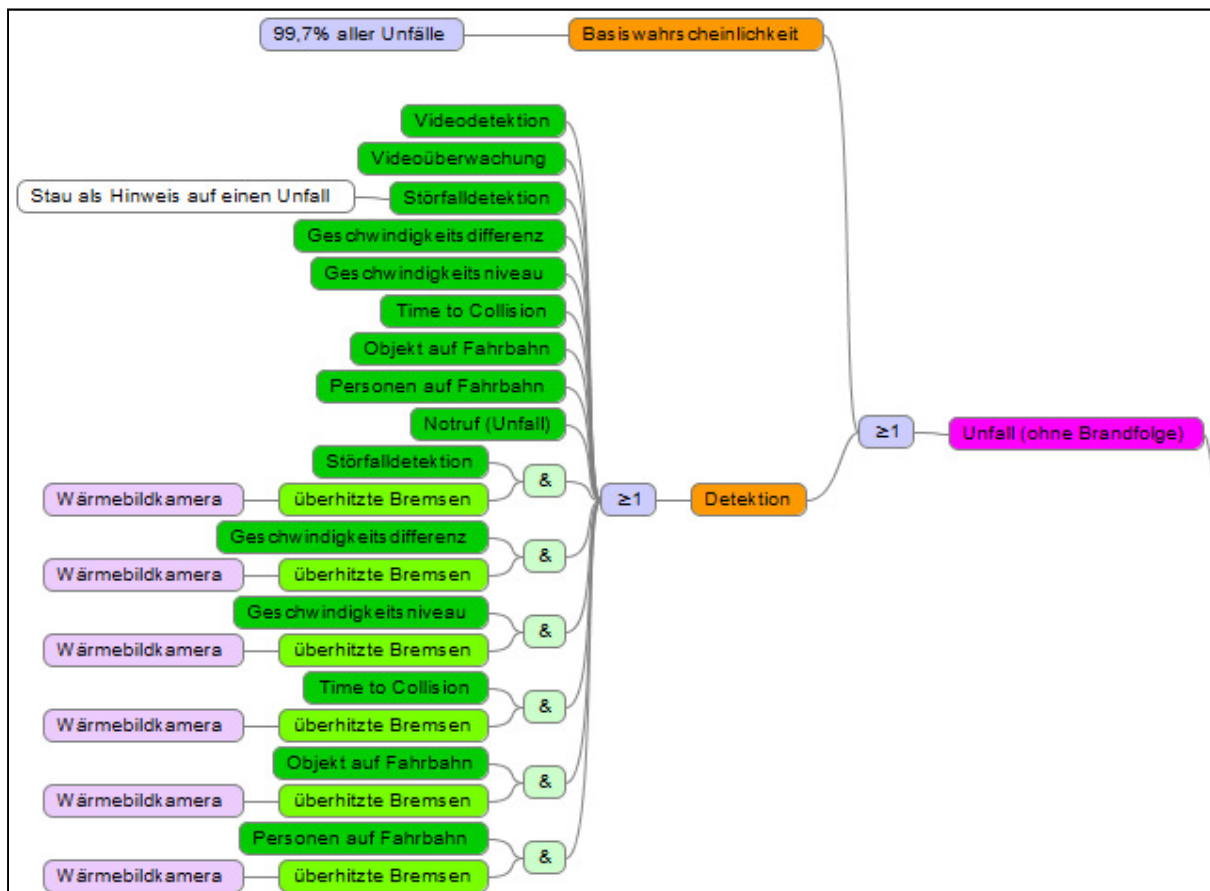 99,7% aller Unfälle
Basiswahrscheinlichkeit
Videodetektion
Videoüberwachung
Stau als Hinweis auf einen Unfall
Störfalldetektion
Geschwindigkeitsdifferenz
Geschwindigkeitsniveau
Time to Collision
Objekt auf Fahrbahn
Personen auf Fahrbahn
Notruf (Unfall)
≥1
Unfall (ohne Brandfolge)
Störfalldetektion
&
Wärmebildkamera
überhitzte Bremsen
≥1
Detektion
Geschwindigkeitsdifferenz
&
Wärmebildkamera
überhitzte Bremsen
Geschwindigkeitsniveau
&
Wärmebildkamera
überhitzte Bremsen
Time to Collision
&
Wärmebildkamera
überhitzte Bremsen
Objekt auf Fahrbahn
&
Wärmebildkamera
überhitzte Bremsen
Personen auf Fahrbahn
&
Wärmebildkamera
überhitzte Bremsen